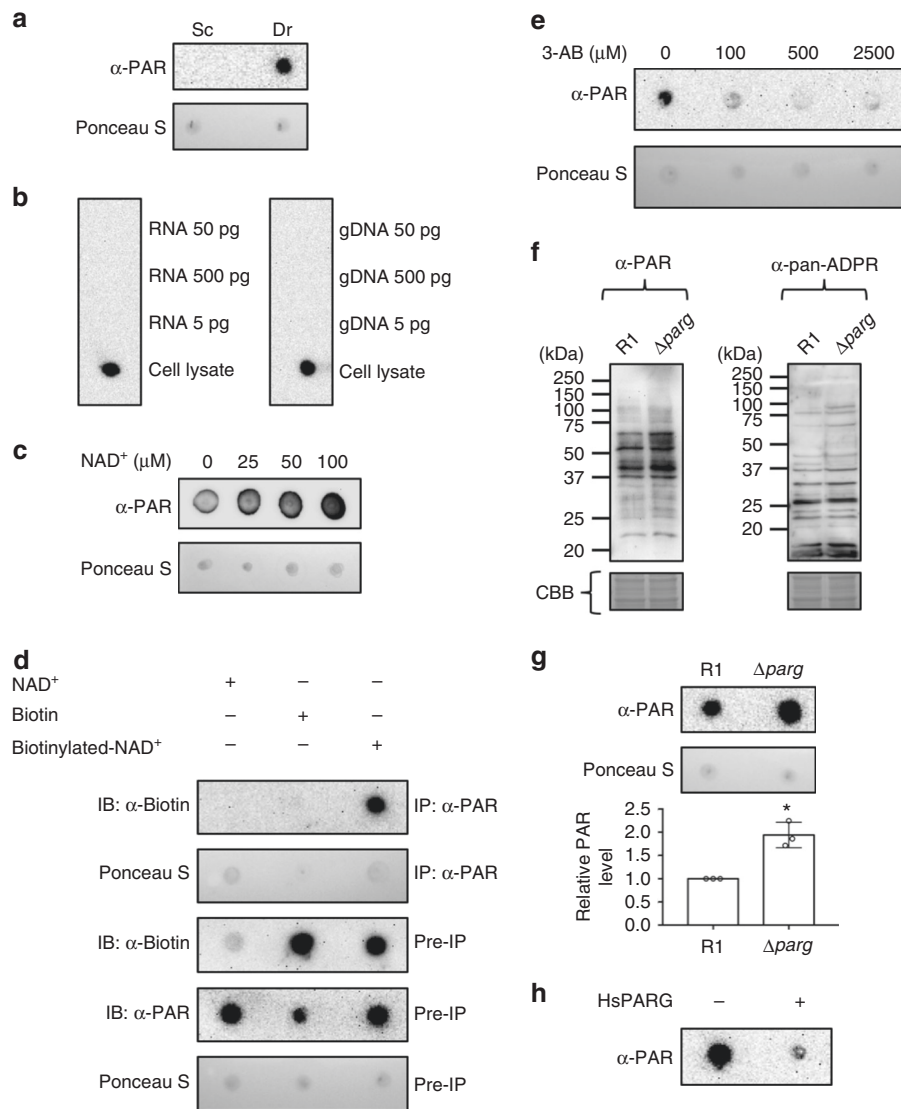 a
Sc Dr
α-PAR
Ponceau S
b
RNA 50 pg
RNA 500 pg
RNA 5 pg
Cell lysate
gDNA 50 pg
gDNA 500 pg
gDNA 5 pg
Cell lysate
c
NAD⁺ (μM) 0 25 50 100
α-PAR
Ponceau S
d
NAD⁺ + – –
Biotin – + –
Biotinylated-NAD⁺ – – +
IB: α-Biotin IP: α-PAR
Ponceau S IP: α-PAR
IB: α-Biotin Pre-IP
IB: α-PAR Pre-IP
Ponceau S Pre-IP
e
3-AB (μM) 0 100 500 2500
α-PAR
Ponceau S
f
α-PAR α-pan-ADPR
R1 Δparg R1 Δparg
(kDa)
250
150
100
75
50
37
25
20
(kDa)
250
150
100
75
50
37
25
20
CBB
g
R1 Δparg
α-PAR
Ponceau S
Relative PAR
level
2.5
2.0
1.5
1.0
0.5
0.0
*
R1 Δparg
h
HsPARG – +
α-PAR